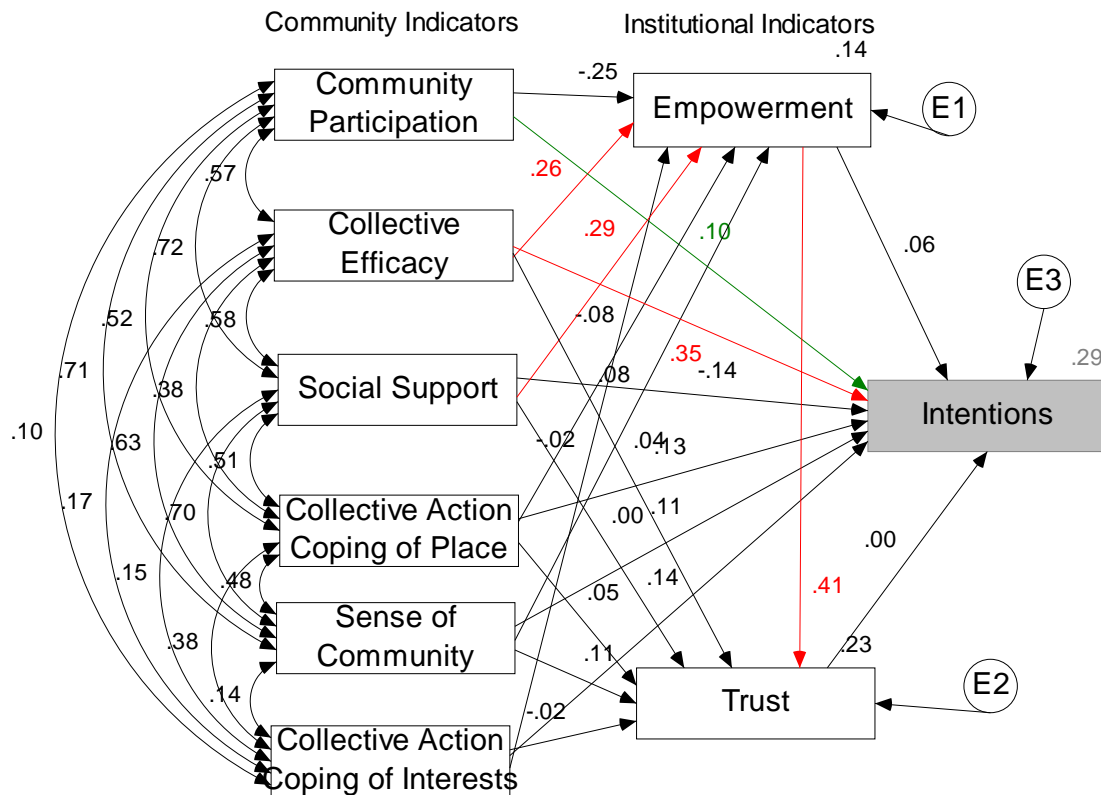 Community Indicators
Institutional Indicators
.14
Community
Participation
-.25
Empowerment
E1
.57
.26
Collective
Efficacy
.29
.10
.06
.72
E3
.58
-.08
.35
-.14
.29
.52
.71
.38
Social Support
.08
Intentions
.10
.63
.51
-.02
.04
.13
.17
.70
Collective Action
Coping of Place
.00
.11
.00
.15
.48
.14
.05
.41
.38
Sense of
Community
.11
.23
.14
-.02
Trust
E2
Collective Action
Coping of Interests